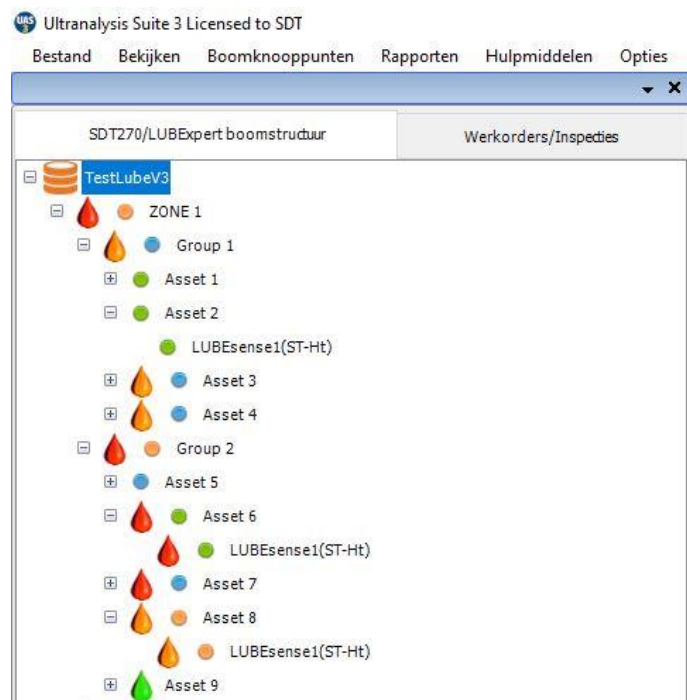 UAS 3 Ultranalysis Suite 3 Licensed to SDT
Bestand Bekijken Boomknooppunten Rapporten Hulpmiddelen Opties
SDT270/LUBExpert boomstructuur Werkorders/Inspecties
TestLubeV3
ZONE 1
Group 1
Asset 1
Asset 2
LUBEsense1(ST-Ht)
Asset 3
Asset 4
Group 2
Asset 5
Asset 6
LUBEsense1(ST-Ht)
Asset 7
Asset 8
LUBEsense1(ST-Ht)
Asset 9